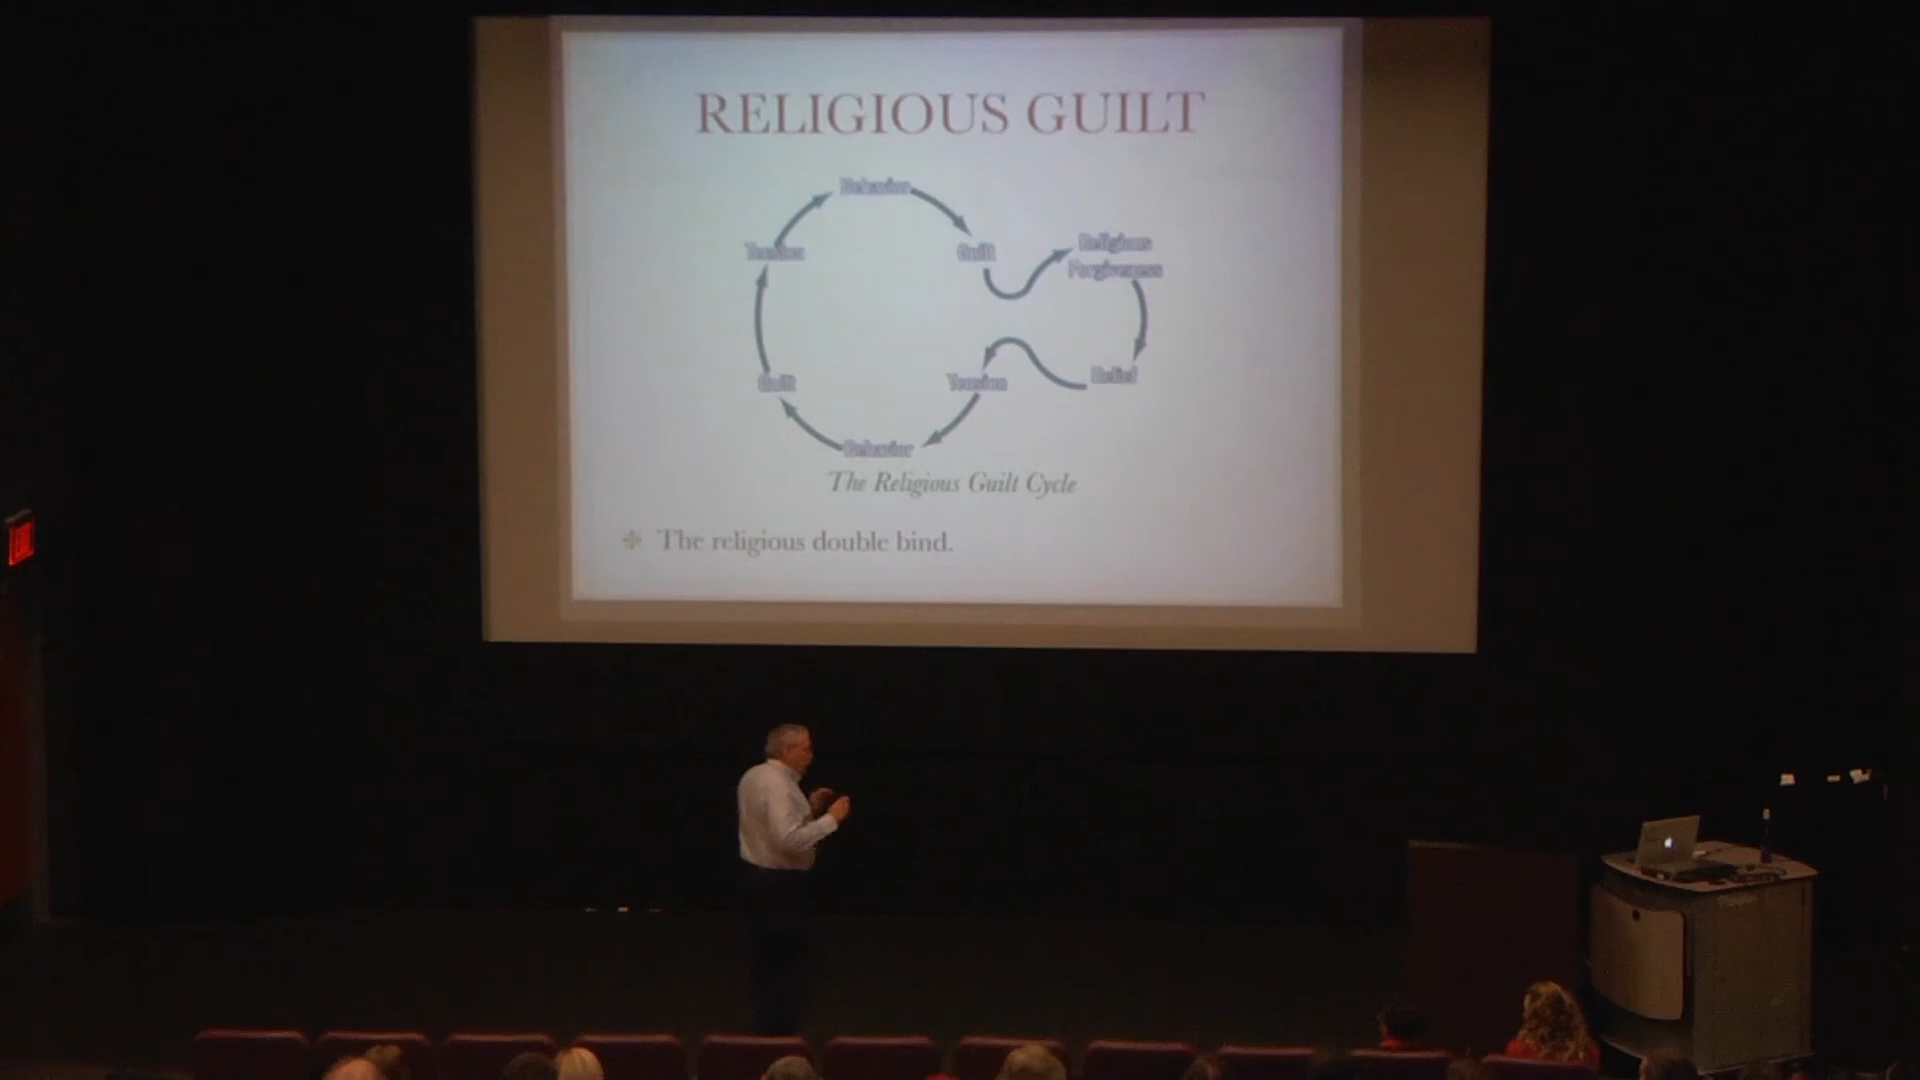 RELIGIOUS GUILT
Behavior
Tension
Guilt
Religious
Forgiveness
Guilt
Tension
Relief
Behavior
The Religious Guilt Cycle
The religious double bind.
EXIT